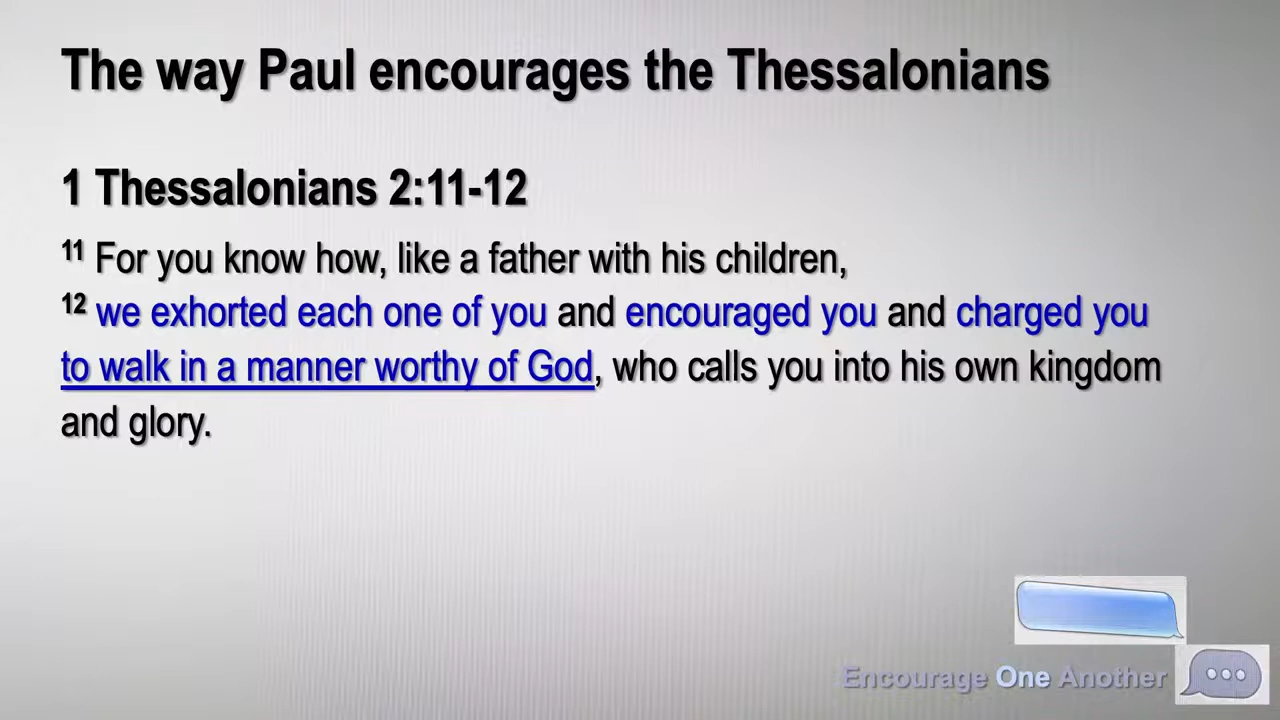 The way Paul encourages the Thessalonians
1 Thessalonians 2:11-12
11 For you know how, like a father with his children,
12 we exhorted each one of you and encouraged you and charged you
to walk in a manner worthy of God, who calls you into his own kingdom
and glory.
Encourage One Another